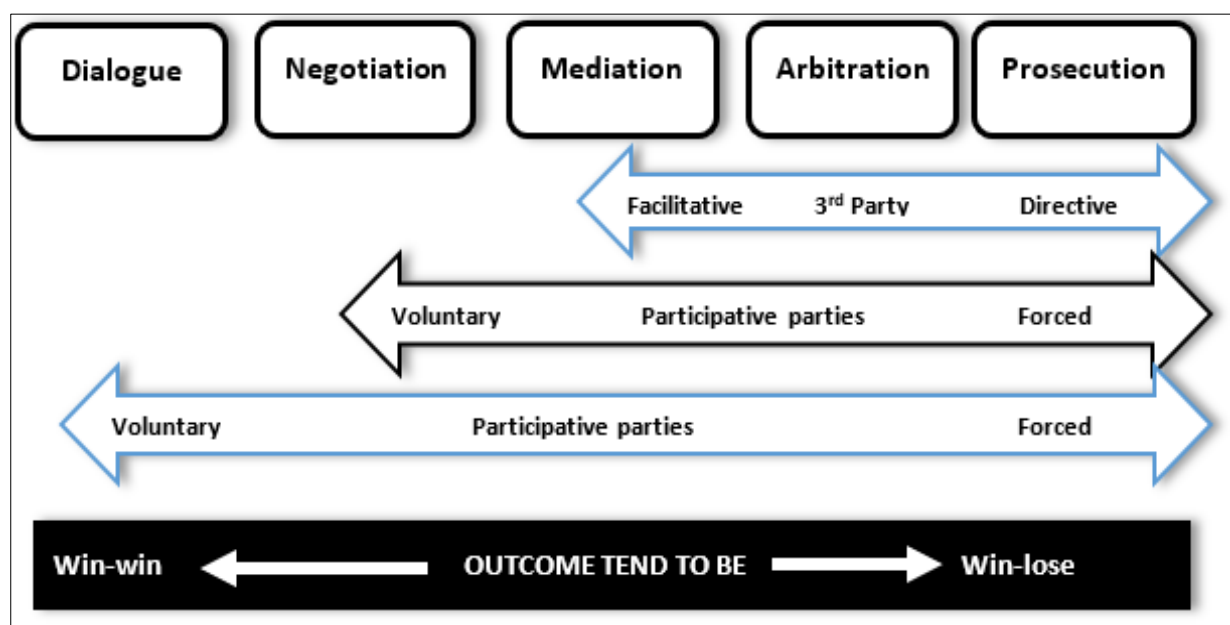 Dialogue Negotiation Mediation Arbitration Prosecution
Facilitative 3rd Party Directive
Voluntary Participative parties Forced
Voluntary Participative parties Forced
Win-win OUTCOME TEND TO BE Win-lose